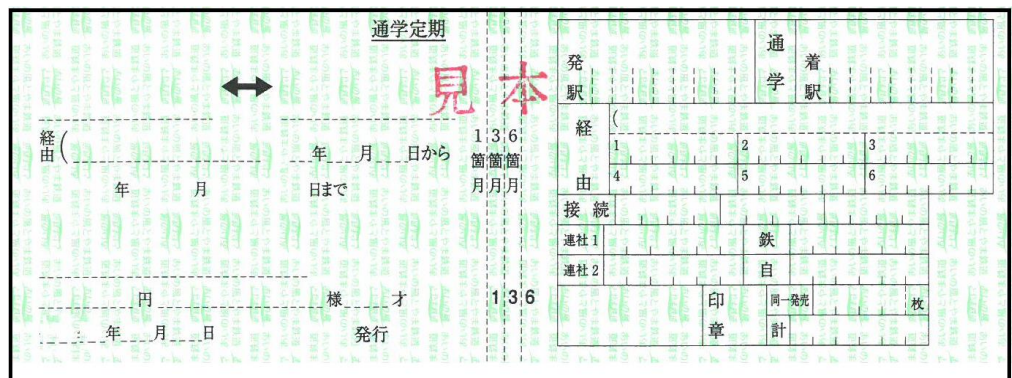 通学定期
見本
経由( 年 月 日から
年 月 日まで
1 3 6
箇 箇 箇
月 月 月
円 様 才
1 3 6
年 月 日 発行
発駅 通学 着駅
経由 (
1 2 3
4 5 6
接続
連社1 鉄
連社2 自
印章 同一発売 枚
計